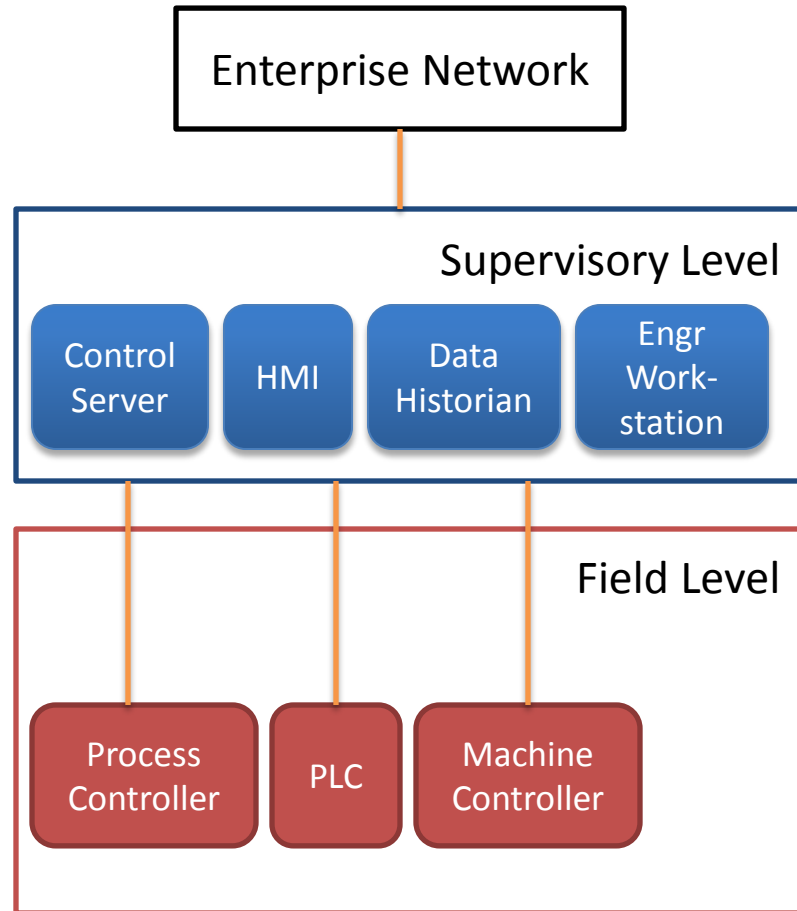 Enterprise Network
Supervisory Level
Control
Server
HMI
Data
Historian
Engr
Work-
station
Field Level
Process
Controller
PLC
Machine
Controller